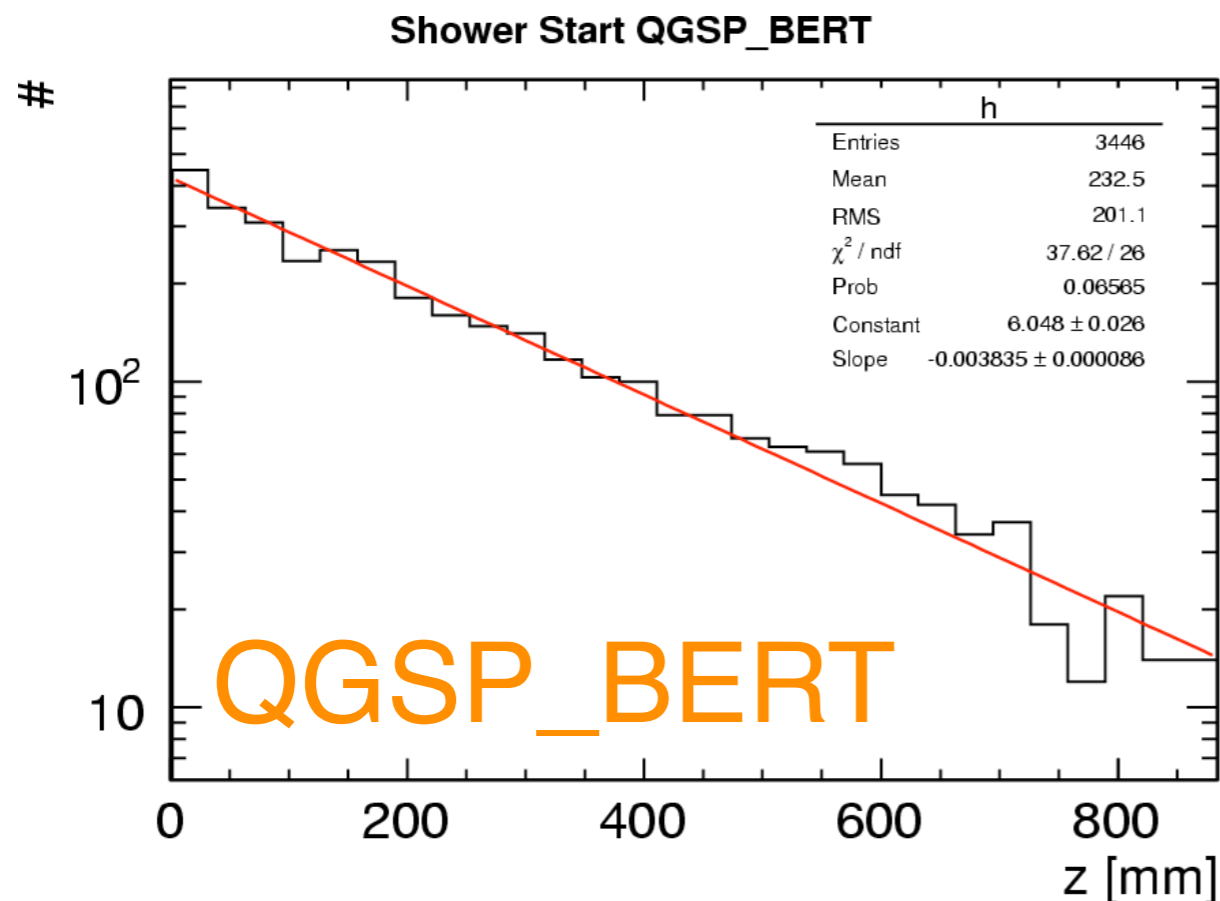 Shower Start QGSP_BERT
#
h
Entries 3446
Mean 232.5
RMS 201.1
χ² / ndf 37.62 / 26
Prob 0.06565
Constant 6.048 ± 0.026
Slope -0.003835 ± 0.000086
10²
10
QGSP_BERT
0 200 400 600 800
z [mm]